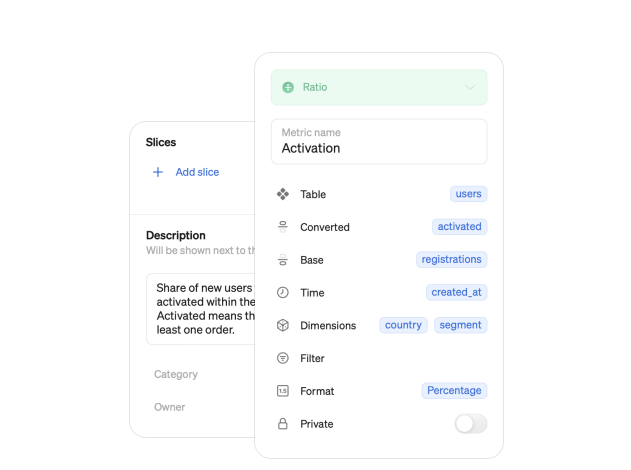 Slices
Add slice
Description
Will be shown next to th
Share of new users
activated within the
Activated means th
least one order.
Category
Owner
Ratio
Metric name
Activation
Table users
Converted activated
Base registrations
Time created_at
Dimensions country segment
Filter
1.5 Format Percentage
Private